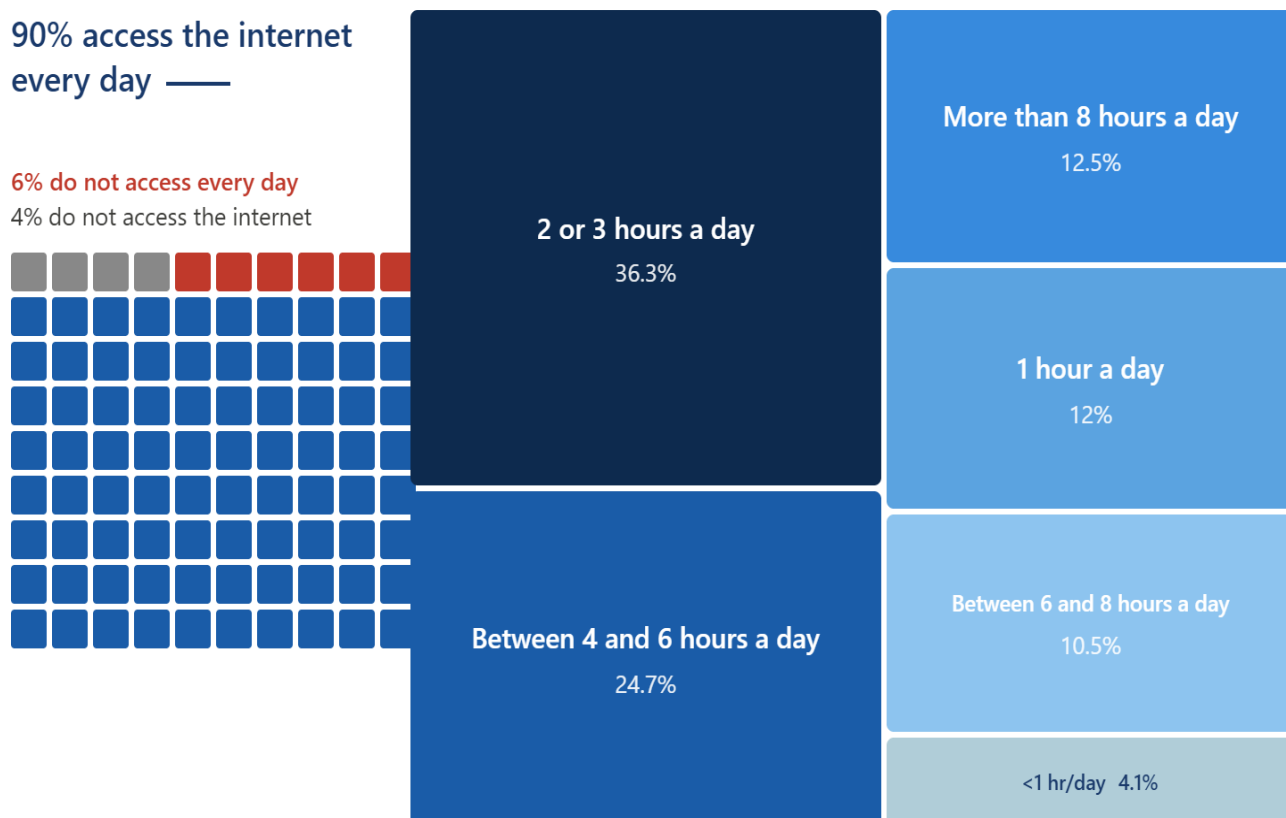 90% access the internet
every day
6% do not access every day
4% do not access the internet
2 or 3 hours a day
36.3%
Between 4 and 6 hours a day
24.7%
More than 8 hours a day
12.5%
1 hour a day
12%
Between 6 and 8 hours a day
10.5%
<1 hr/day 4.1%